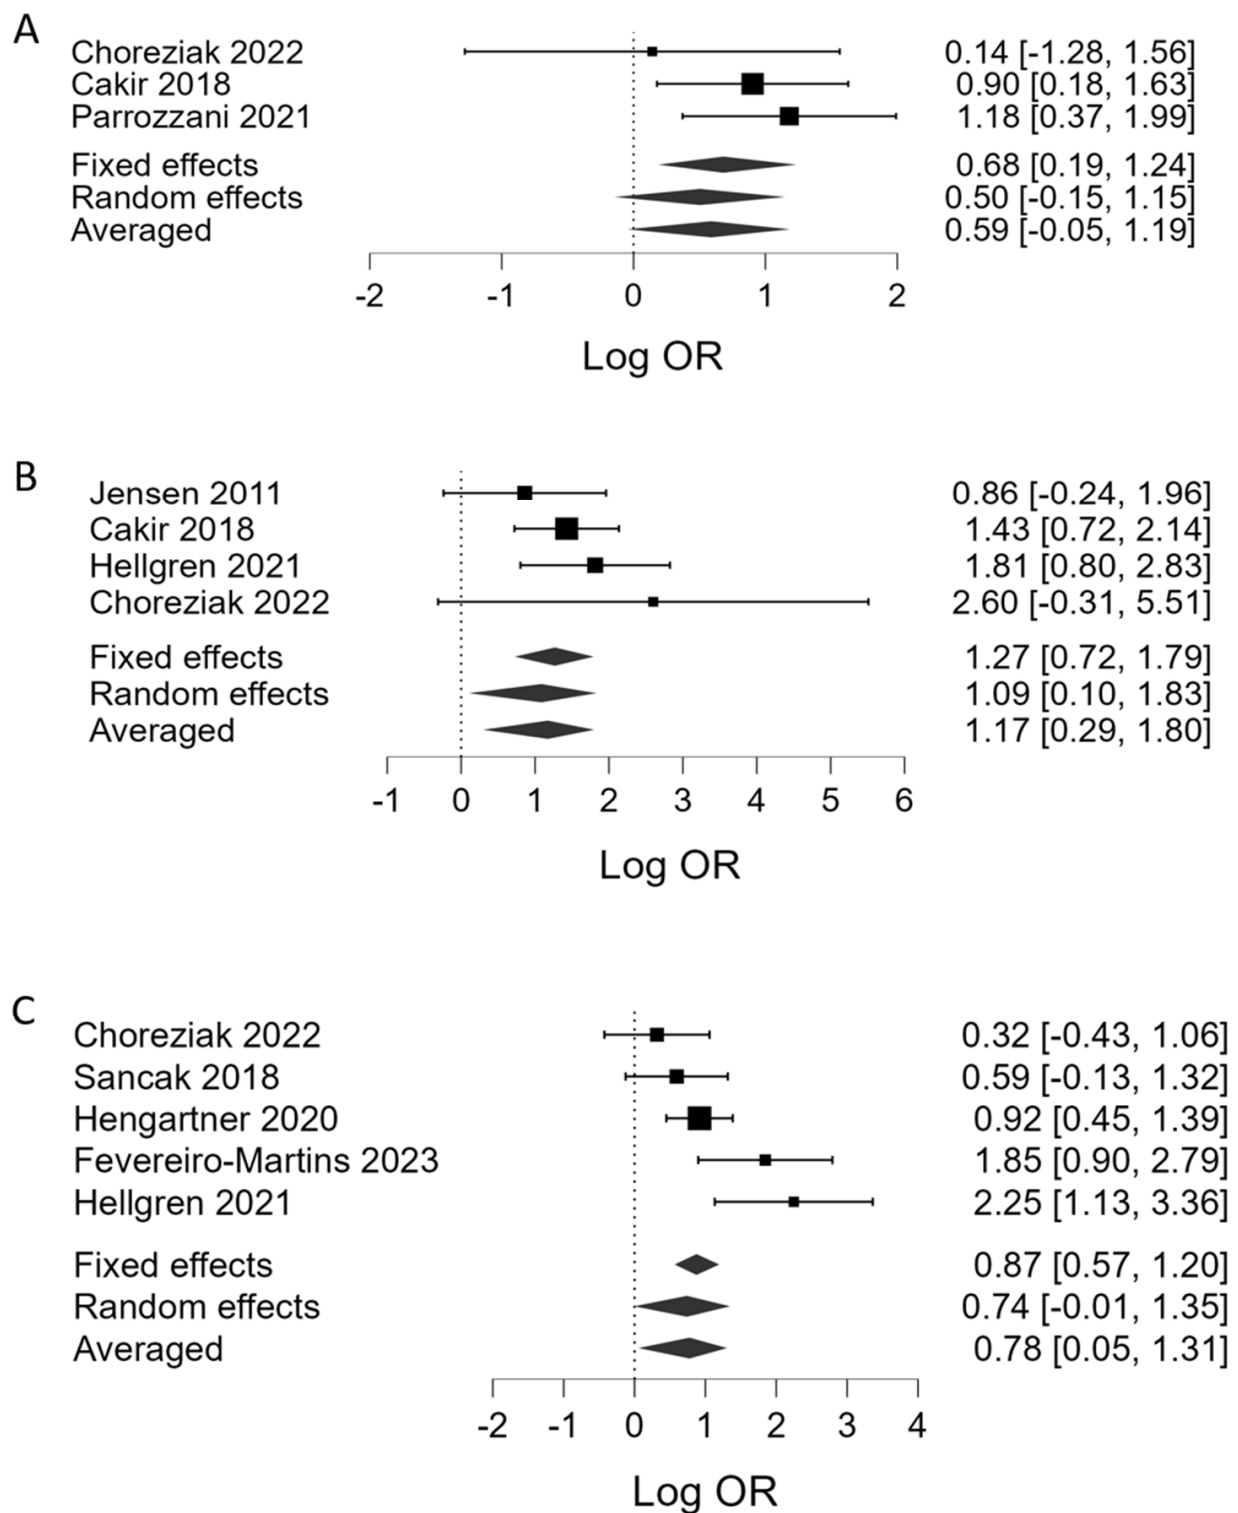 A
Choreziak 2022 0.14 [-1.28, 1.56]
Cakir 2018 0.90 [0.18, 1.63]
Parrozzani 2021 1.18 [0.37, 1.99]
Fixed effects 0.68 [0.19, 1.24]
Random effects 0.50 [-0.15, 1.15]
Averaged 0.59 [-0.05, 1.19]
-2 -1 0 1 2
Log OR
B
Jensen 2011 0.86 [-0.24, 1.96]
Cakir 2018 1.43 [0.72, 2.14]
Hellgren 2021 1.81 [0.80, 2.83]
Choreziak 2022 2.60 [-0.31, 5.51]
Fixed effects 1.27 [0.72, 1.79]
Random effects 1.09 [0.10, 1.83]
Averaged 1.17 [0.29, 1.80]
-1 0 1 2 3 4 5 6
Log OR
C
Choreziak 2022 0.32 [-0.43, 1.06]
Sancak 2018 0.59 [-0.13, 1.32]
Hengartner 2020 0.92 [0.45, 1.39]
Fevereiro-Martins 2023 1.85 [0.90, 2.79]
Hellgren 2021 2.25 [1.13, 3.36]
Fixed effects 0.87 [0.57, 1.20]
Random effects 0.74 [-0.01, 1.35]
Averaged 0.78 [0.05, 1.31]
-2 -1 0 1 2 3 4
Log OR